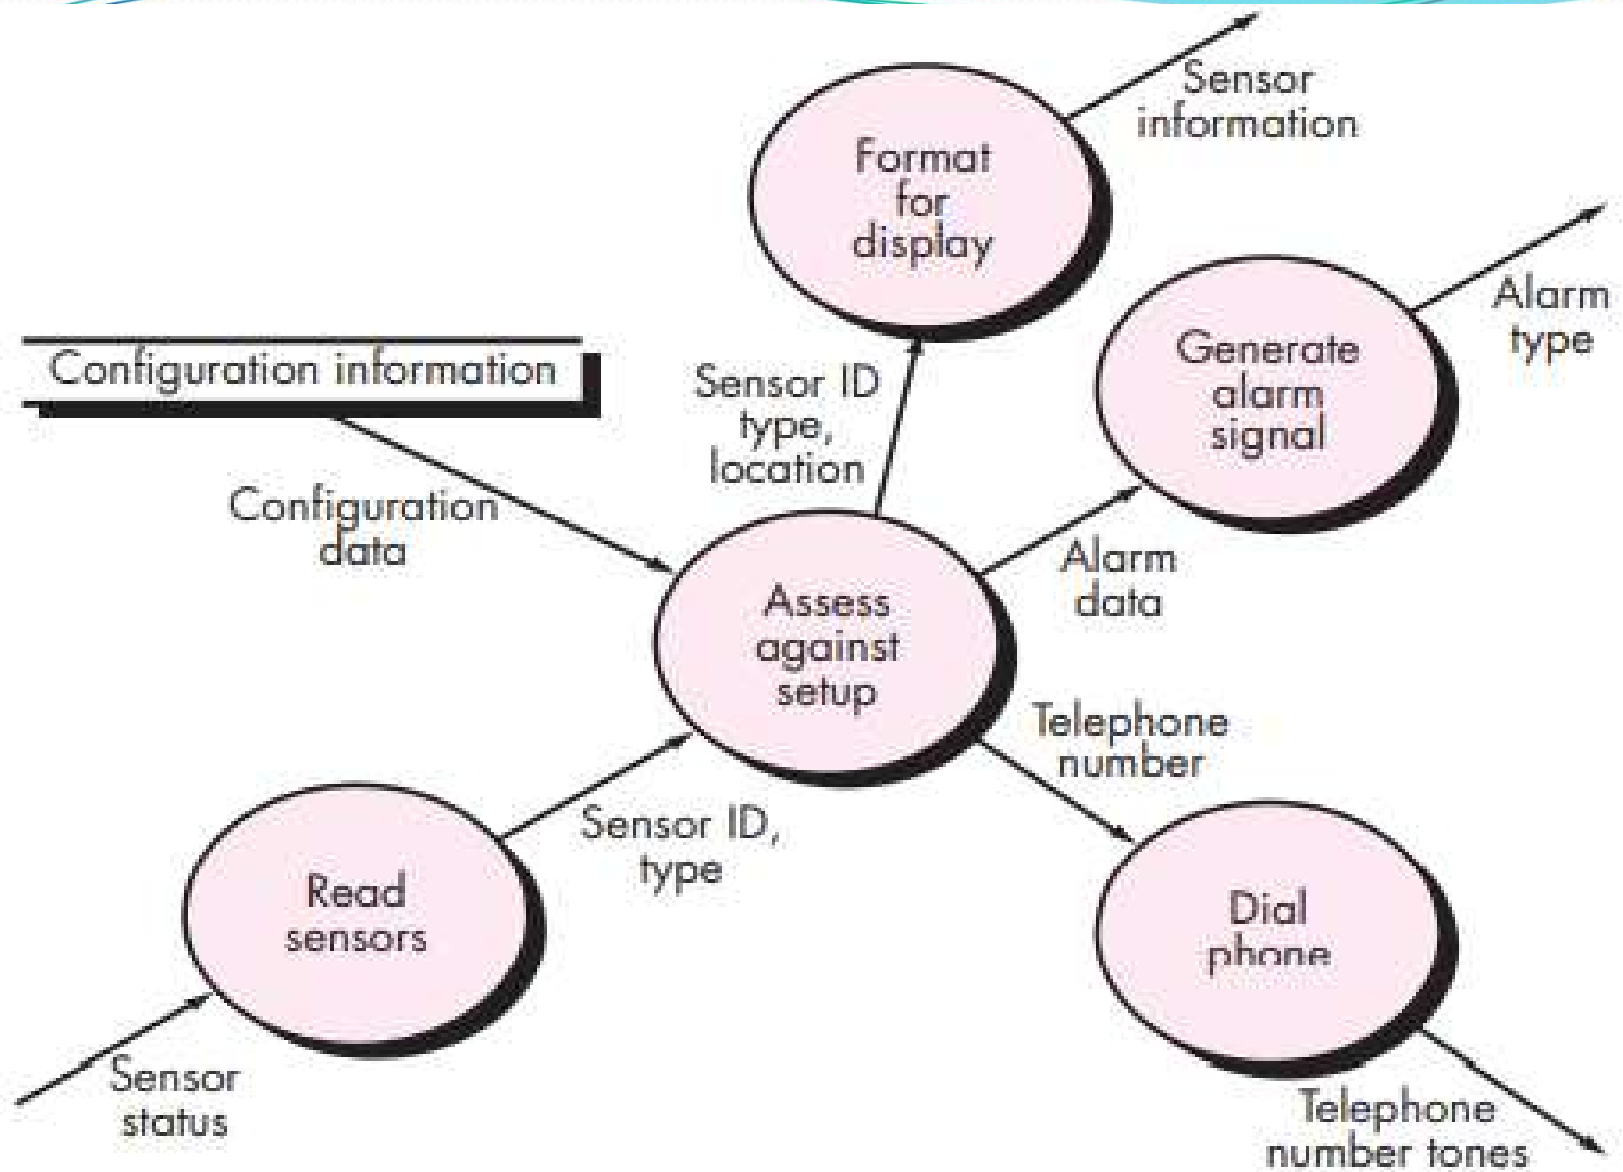 Sensor
information
Format
for
display
Alarm
type
Generate
alarm
signal
Configuration information
Sensor ID
type,
location
Configuration
data
Alarm
data
Assess
against
setup
Telephone
number
Sensor ID,
type
Read
sensors
Dial
phone
Sensor
status
Telephone
number tones